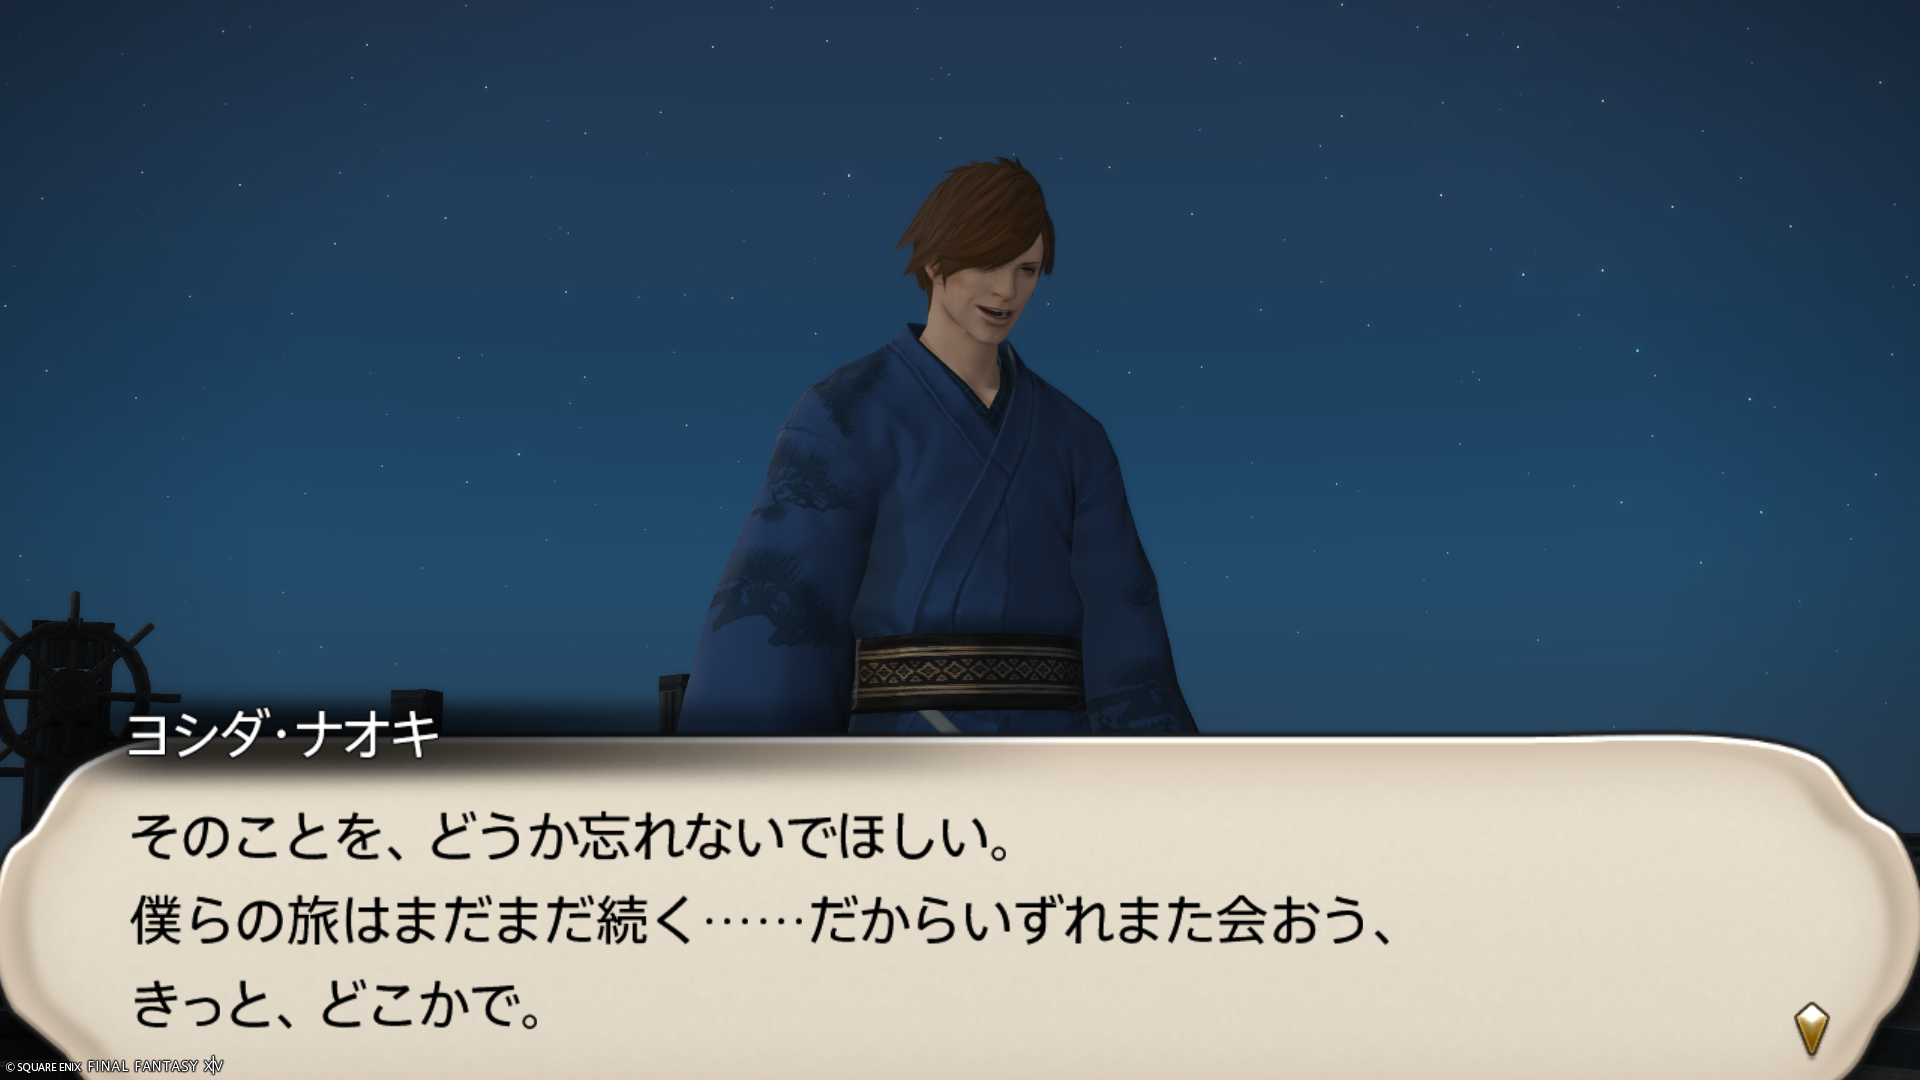 ヨシダ・ナオキ
そのことを、どうか忘れないでほしい。
僕らの旅はまだまだ続く……だからいずれまた会おう、
きっと、どこかで。
© SQUARE ENIX FINAL FANTASY XIV